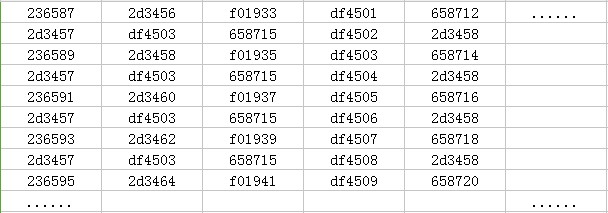 236587 2d3456 f01933 df4501 658712 ......
2d3457 df4503 658715 df4502 2d3458
236589 2d3458 f01935 df4503 658714
2d3457 df4503 658715 df4504 2d3458
236591 2d3460 f01937 df4505 658716
2d3457 df4503 658715 df4506 2d3458
236593 2d3462 f01939 df4507 658718
2d3457 df4503 658715 df4508 2d3458
236595 2d3464 f01941 df4509 658720
...... ......